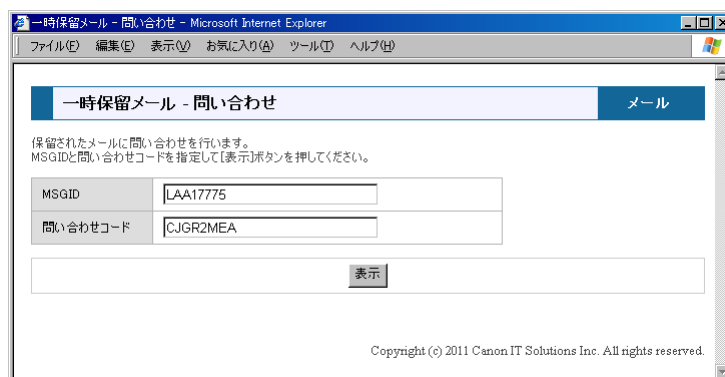 一時保留メール - 問い合わせ - Microsoft Internet Explorer
ファイル(F) 編集(E) 表示(V) お気に入り(A) ツール(T) ヘルプ(H)
一時保留メール - 問い合わせ
メール
保留されたメールに問い合わせを行います。
MSGIDと問い合わせコードを指定して[表示]ボタンを押してください。
MSGID LAA17775
問い合わせコード CJGR2MEA
表示
Copyright (c) 2011 Canon IT Solutions Inc. All rights reserved.